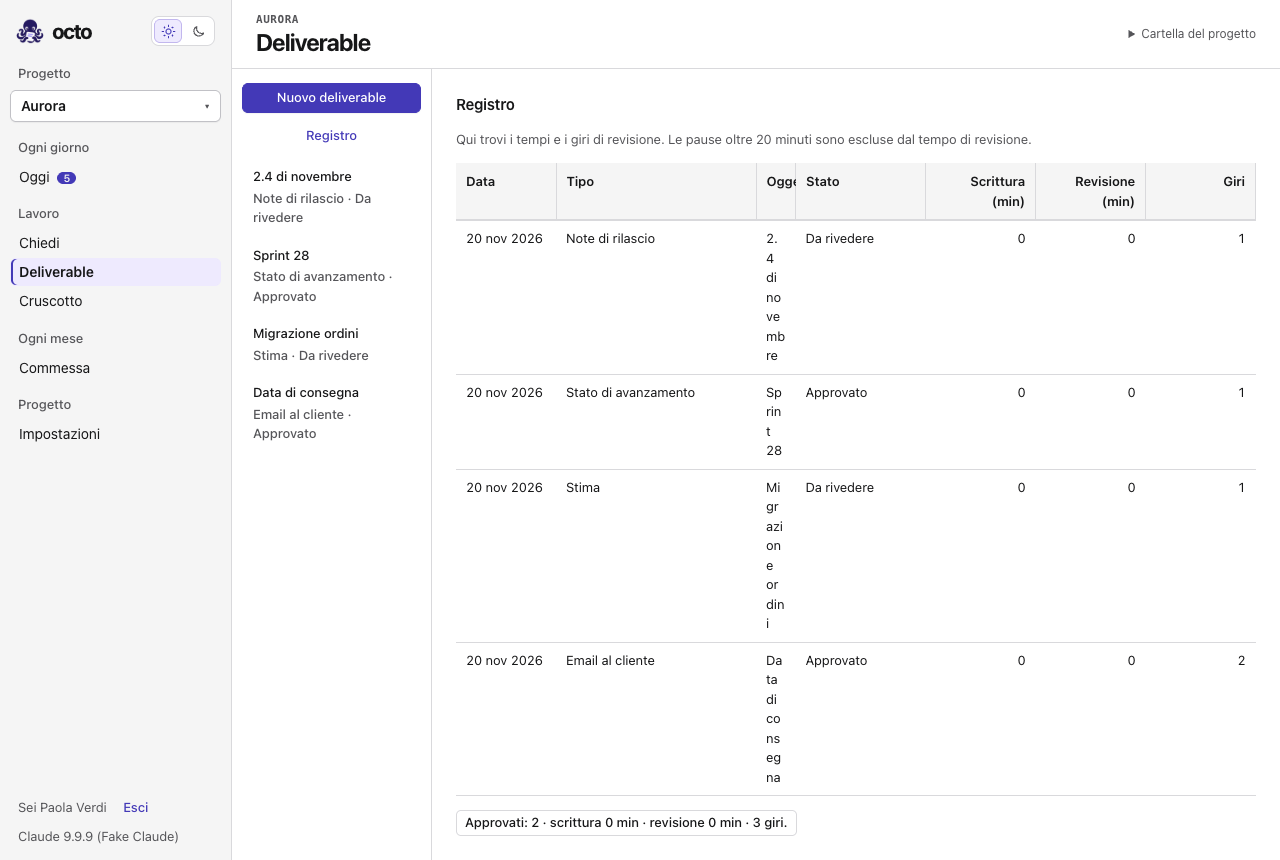 octo
Progetto
Aurora
Ogni giorno
Oggi 5
Lavoro
Chiedi
Deliverable
Cruscotto
Ogni mese
Commessa
Progetto
Impostazioni
Sei Paola Verdi Esci
Claude 9.9.9 (Fake Claude)
AURORA
Deliverable
Cartella del progetto
Nuovo deliverable
Registro
2.4 di novembre
Note di rilascio · Da
rivedere
Sprint 28
Stato di avanzamento ·
Approvato
Migrazione ordini
Stima · Da rivedere
Data di consegna
Email al cliente ·
Approvato
Registro
Qui trovi i tempi e i giri di revisione. Le pause oltre 20 minuti sono escluse dal tempo di revisione.
Data Tipo Ogge Stato Scrittura Revisione Giri
(min) (min)
20 nov 2026 Note di rilascio 2. Da rivedere 0 0 1
4
di
no
ve
mb
re
20 nov 2026 Stato di avanzamento Sp Approvato 0 0 1
rin
t
28
20 nov 2026 Stima Mi Da rivedere 0 0 1
gr
azi
on
e
or
din
i
20 nov 2026 Email al cliente Da Approvato 0 0 2
ta
di
co
ns
eg
na
Approvati: 2 · scrittura 0 min · revisione 0 min · 3 giri.